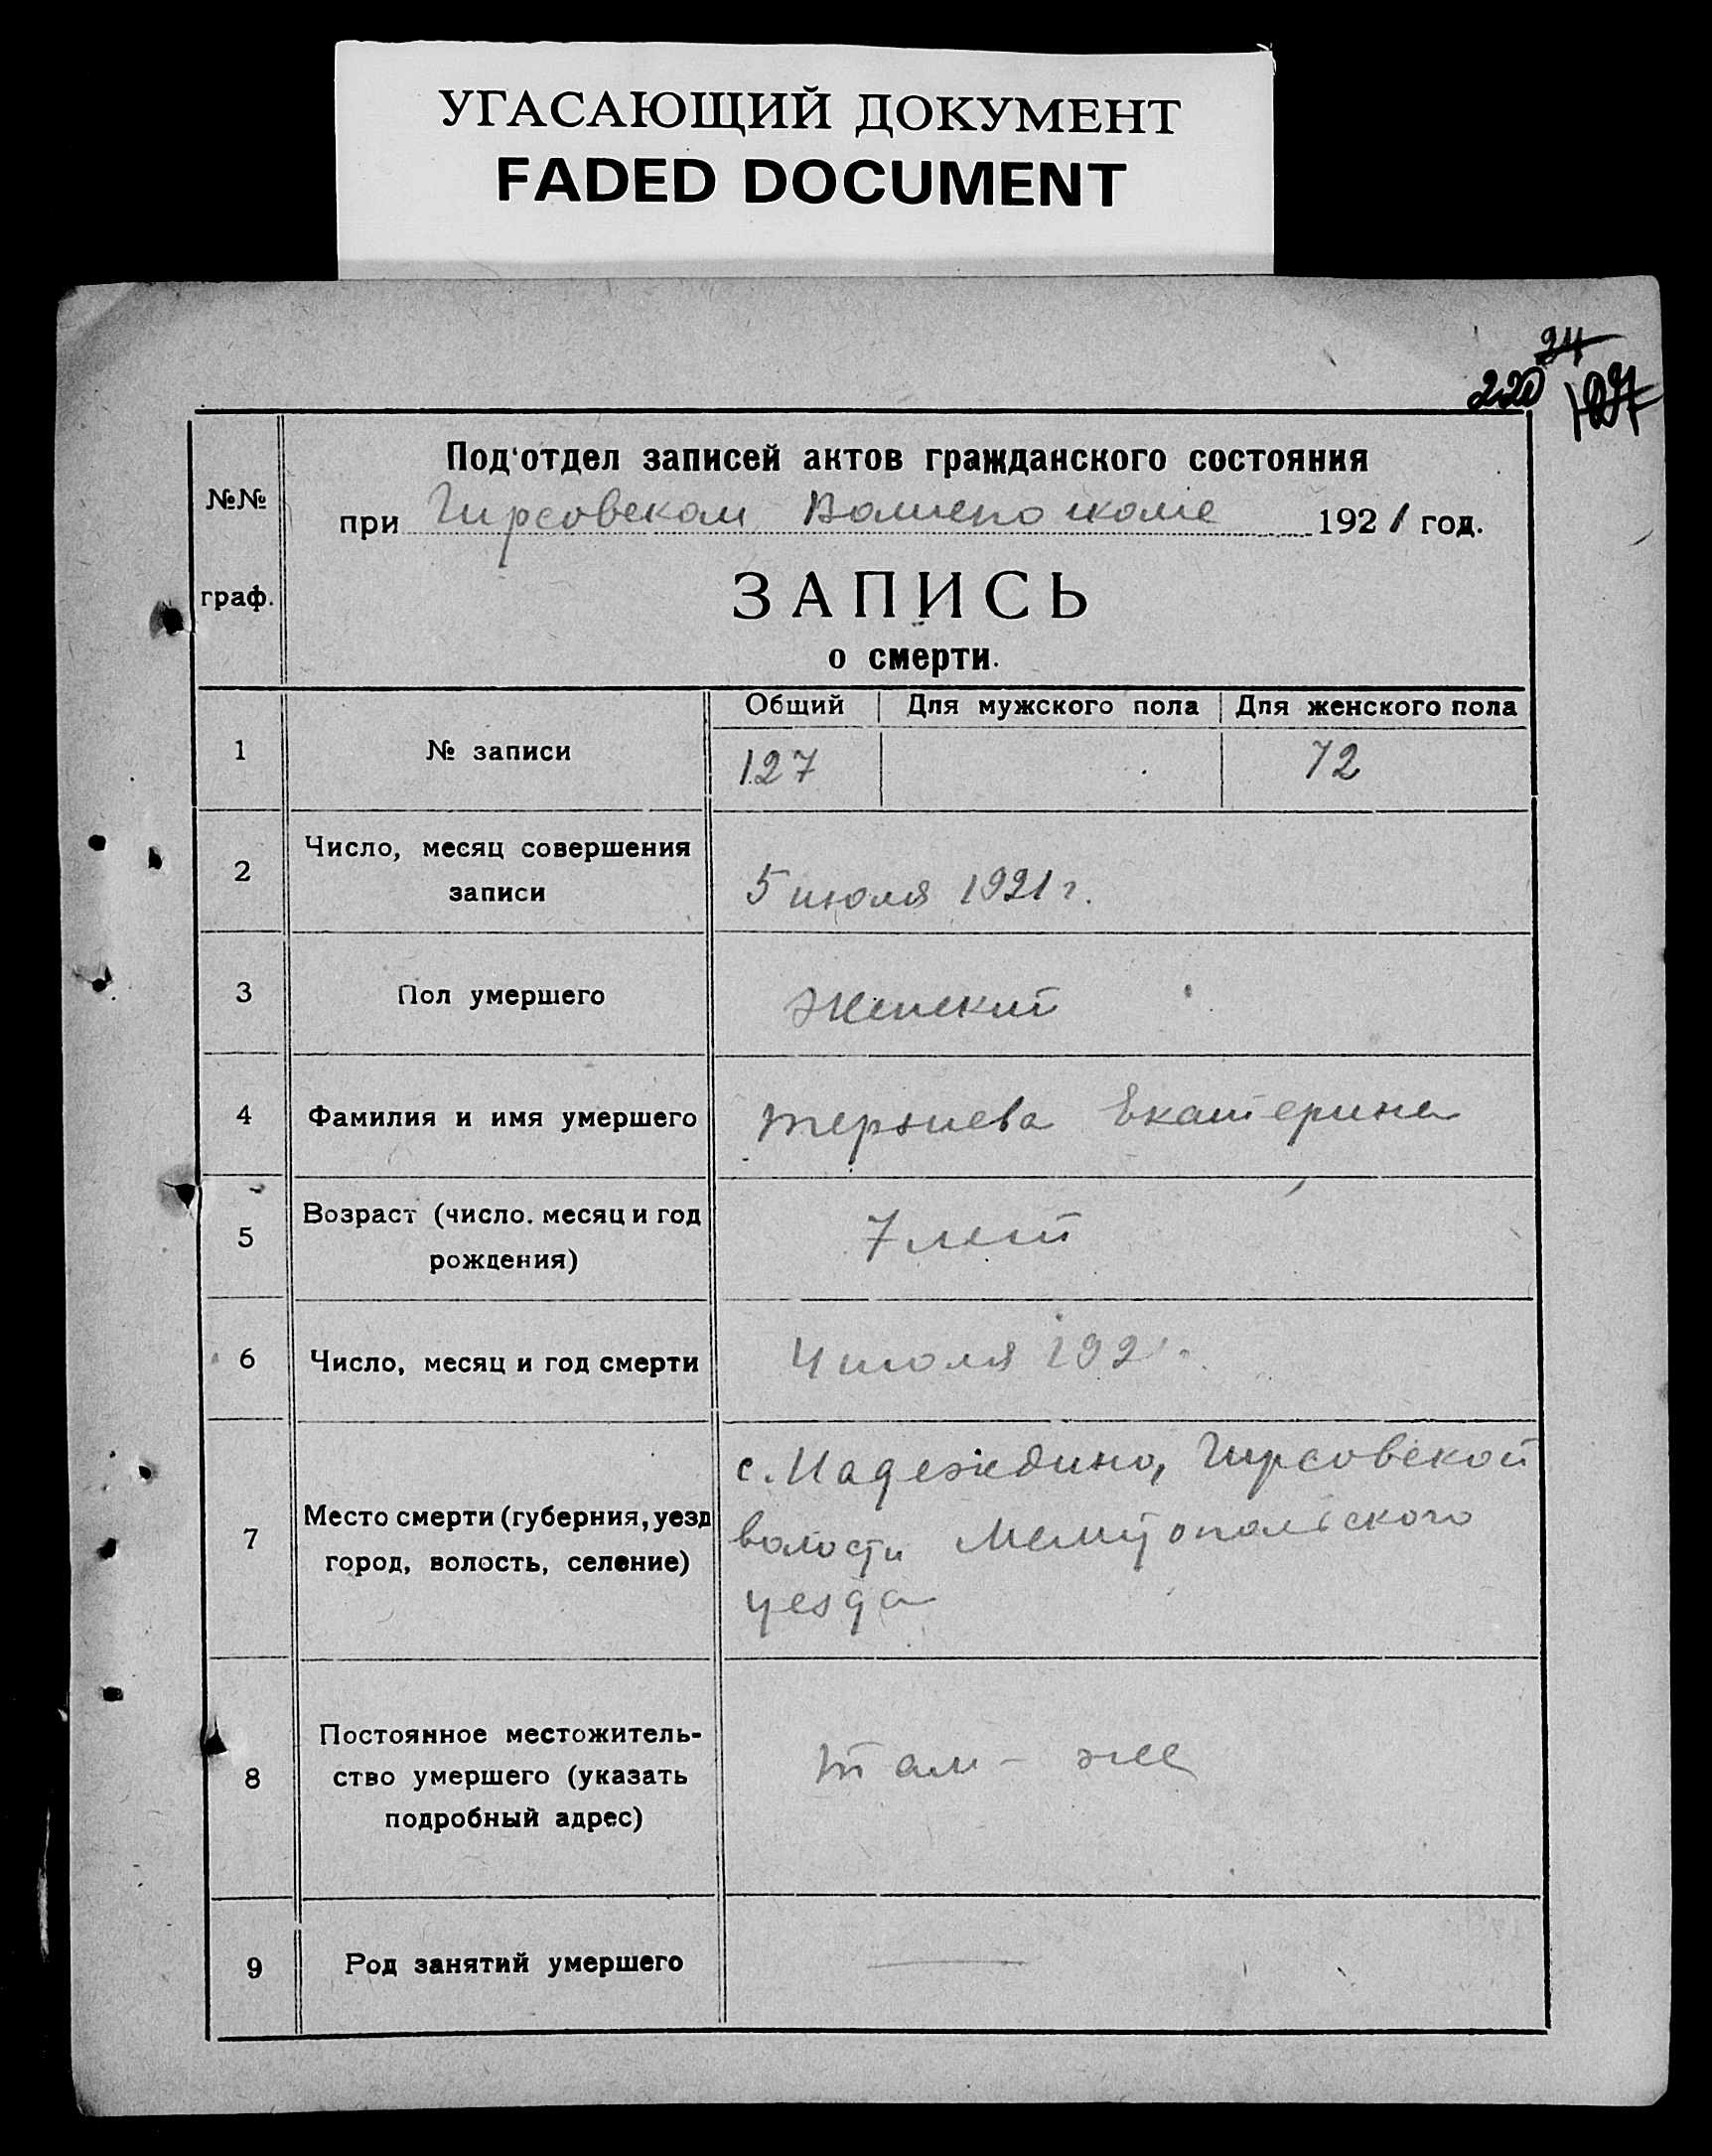 УГАСАЮЩИЙ ДОКУМЕНТ
FADED DOCUMENT
24
220 127
Под'отдел записей актов гражданского состояния
№№ граф.
при Гирсовском 1921 год.
ЗАПИСЬ
о смерти.
Общий Для мужского пола Для женского пола
1 № записи 127 72
2 Число, месяц совершения
записи 5 июля 1921 г.
3 Пол умершего Женский
4 Фамилия и имя умершего Терзиева Екатерина
5 Возраст (число. месяц и год
рождения) 7 лет
6 Число, месяц и год смерти 4 июля 1921 г.
7 Место смерти (губерния, уезд
город, волость, селение)
с. Надеждино, Гирсовской
волости Мелитопольского
уезда
8 Постоянное местожитель-
ство умершего (указать
подробный адрес)
Там-же
9 Род занятий умершего